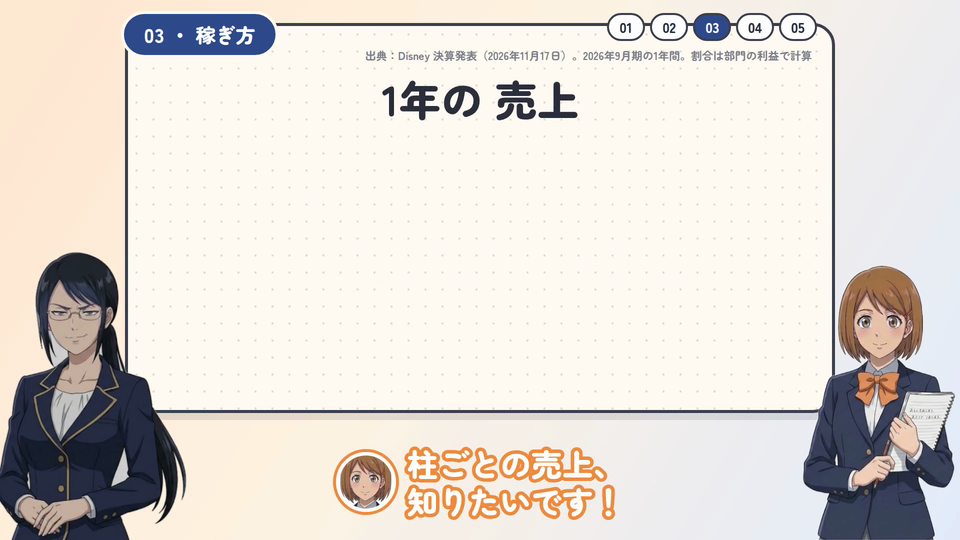 03 ・ 稼ぎ方
01 02 03 04 05
出典：Disney 決算発表（2026年11月17日）。2026年9月期の1年間。割合は部門の利益で計算
1年の 売上
柱ごとの売上、
知りたいです！